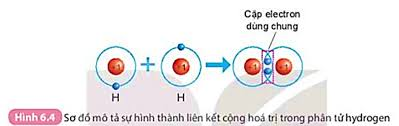 Cặp electron
dùng chung
+1 + +1 +1 +1
H H
Hình 6.4 Sơ đồ mô tả sự hình thành liên kết cộng hoá trị trong phân tử hydrogen